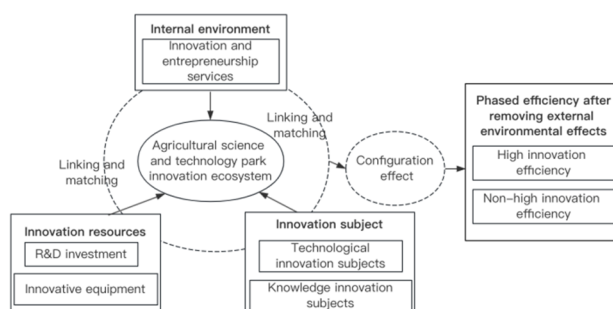 Internal environment
Innovation and
entrepreneurship
services
Linking and
matching
Linking and
matching
Agricultural science
and technology park
innovation ecosystem
Configuration
effect
Phased efficiency after
removing external
environmental effects
High innovation
efficiency
Non-high innovation
efficiency
Innovation resources
R&D investment
Innovative equipment
Innovation subject
Technological
innovation subjects
Knowledge innovation
subjects